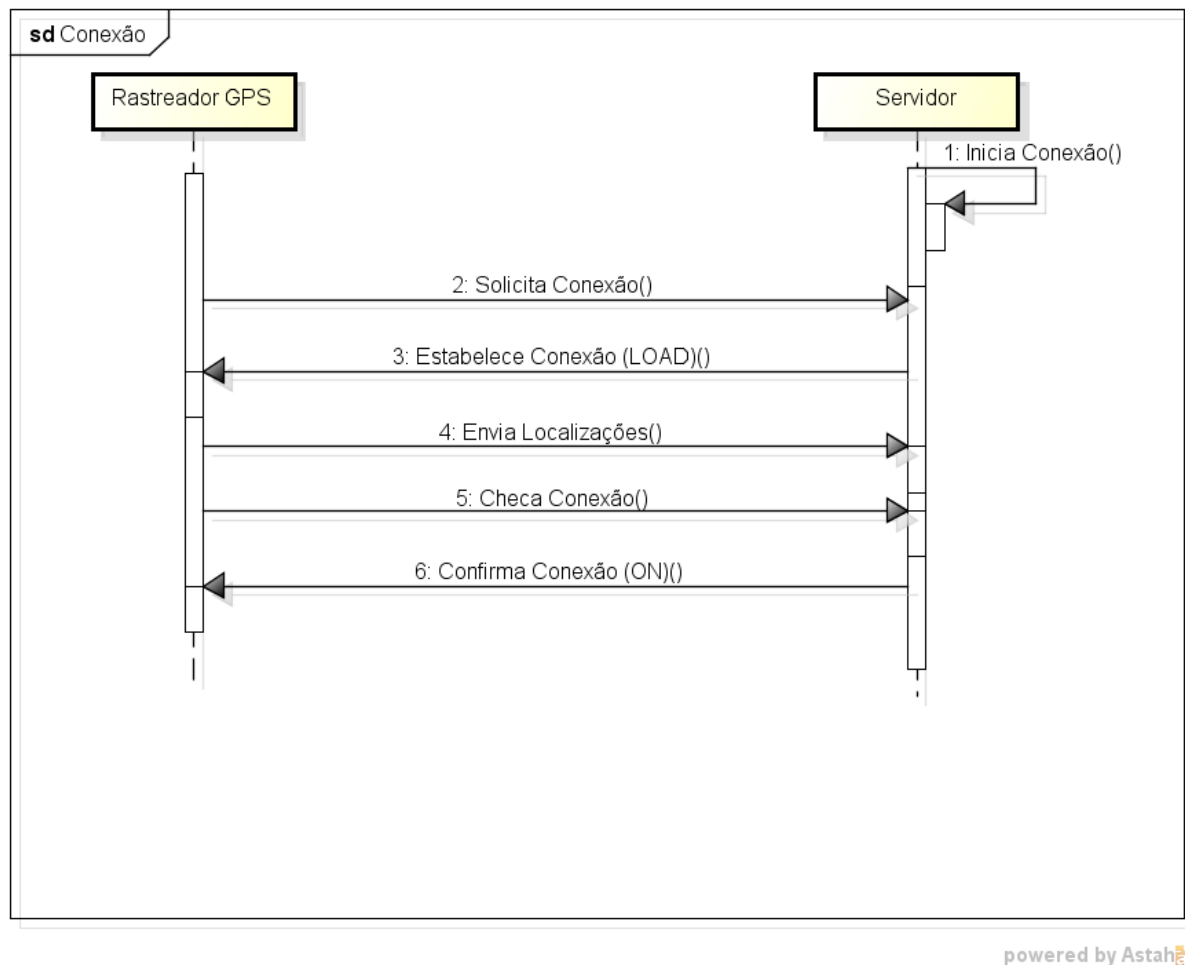 sd Conexão
Rastreador GPS
Servidor
1: Inicia Conexão()
2: Solicita Conexão()
3: Estabelece Conexão (LOAD)()
4: Envia Localizações()
5: Checa Conexão()
6: Confirma Conexão (ON)()
powered by Astah